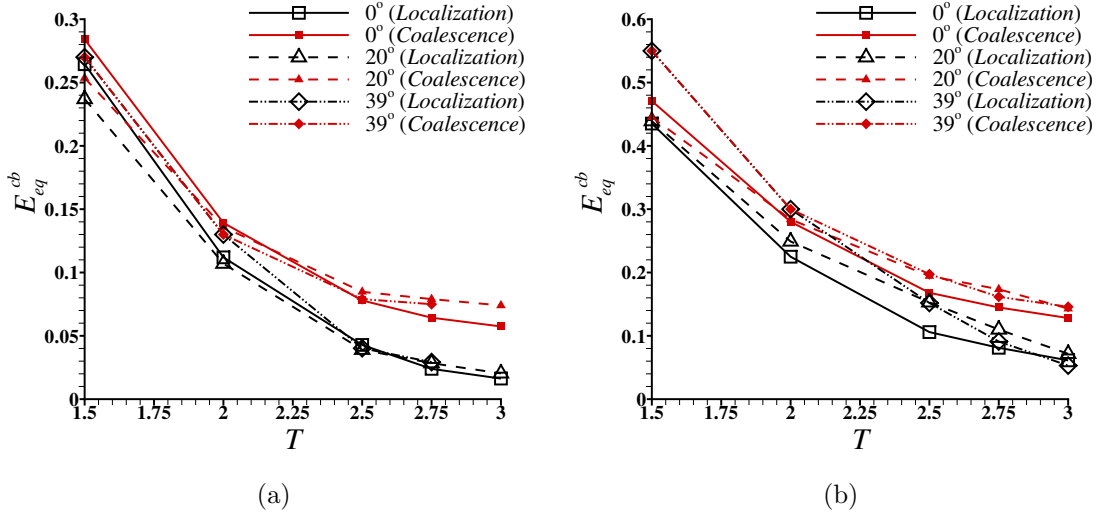 0.3
0.25
0.2
0.15
0.1
0.05
0
E_eq^cb
0° (Localization)
0° (Coalescence)
20° (Localization)
20° (Coalescence)
39° (Localization)
39° (Coalescence)
1.5 1.75 2 2.25 2.5 2.75 3
T
(a)
0.6
0.5
0.4
0.3
0.2
0.1
0
E_eq^cb
0° (Localization)
0° (Coalescence)
20° (Localization)
20° (Coalescence)
39° (Localization)
39° (Coalescence)
1.5 1.75 2 2.25 2.5 2.75 3
T
(b)